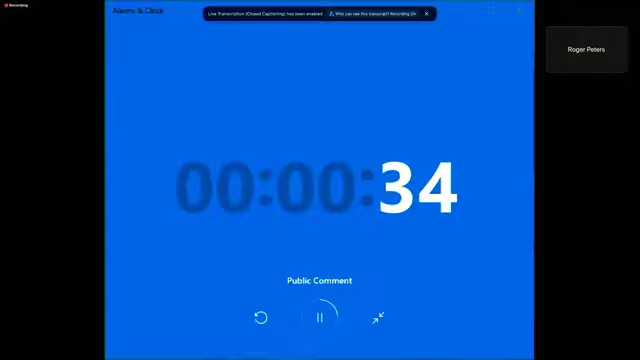 Recording
Alarms & Clock
Live Transcription (Closed Captioning) has been enabled
Who can see this transcript? Recording On
Roger Peters
00:00:34
Public Comment